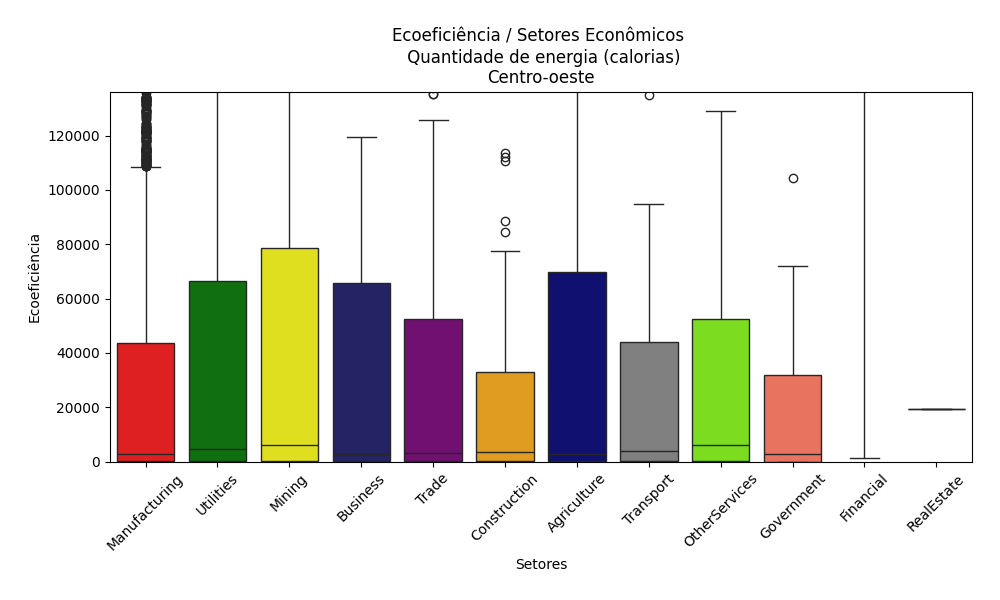 Ecoeficiência / Setores Econômicos
Quantidade de energia (calorias)
Centro-oeste
Ecoeficiência
120000
100000
80000
60000
40000
20000
0
Manufacturing
Utilities
Mining
Business
Trade
Construction
Agriculture
Transport
OtherServices
Government
Financial
RealEstate
Setores